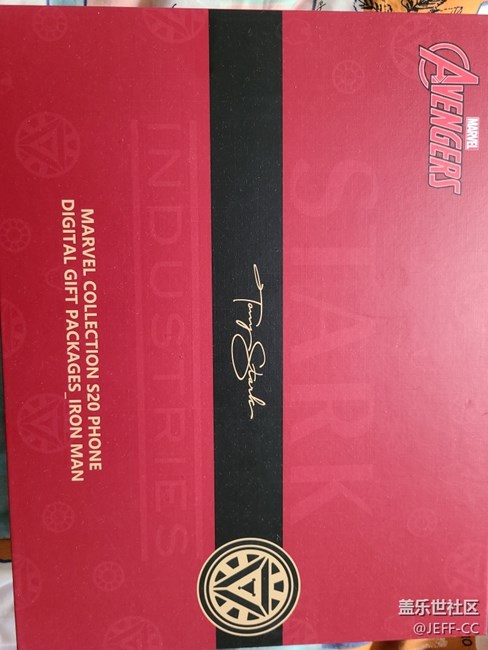 MARVEL
AVENGERS
STARK
INDUSTRIES
Tony Stark
MARVEL COLLECTION S20 PHONE
DIGITAL GIFT PACKAGES_IRON MAN
盖乐世社区
@JEFF-CC